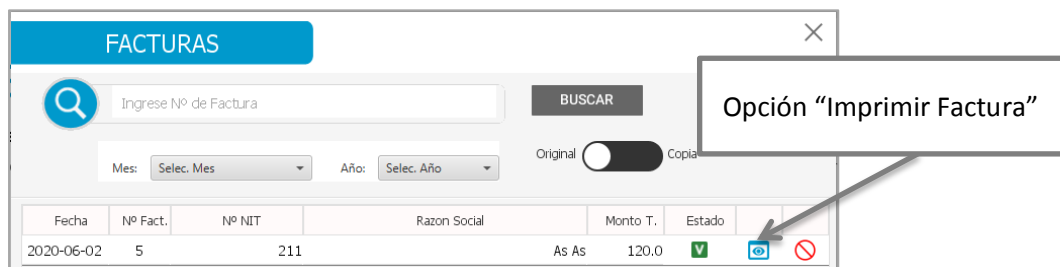 FACTURAS
Ingrese Nº de Factura
BUSCAR
Opción “Imprimir Factura”
Mes: Selec. Mes Año: Selec. Año Original Copia
Fecha Nº Fact. Nº NIT Razon Social Monto T. Estado
2020-06-02 5 211 As As 120.0 V